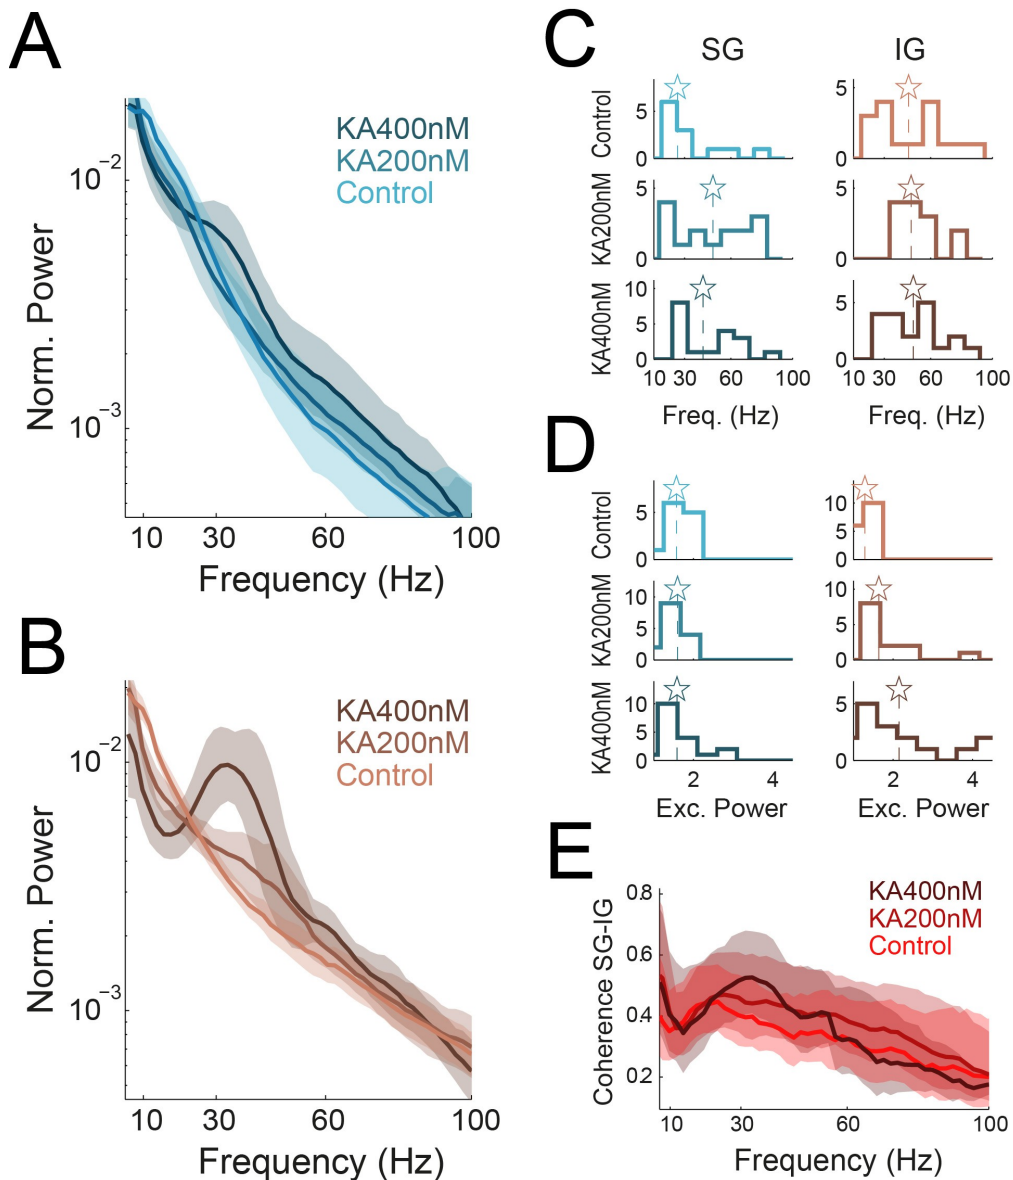 A
KA400nM
KA200nM
Control
10−2
10−3
Norm. Power
10 30 60 100
Frequency (Hz)
B
KA400nM
KA200nM
Control
10−2
10−3
Norm. Power
10 30 60 100
Frequency (Hz)
C
SG IG
Control
5
0
5
0
KA200nM
5
0
5
0
KA400nM
10
5
0
5
0
10 30 60 100
10 30 60 100
Freq. (Hz) Freq. (Hz)
D
Control
5
0
10
5
0
KA200nM
10
5
0
10
5
0
KA400nM
10
5
0
5
0
2 4
2 4
Exc. Power Exc. Power
E
KA400nM
KA200nM
Control
0.8
0.6
0.4
0.2
Coherence SG-IG
10 30 60 100
Frequency (Hz)